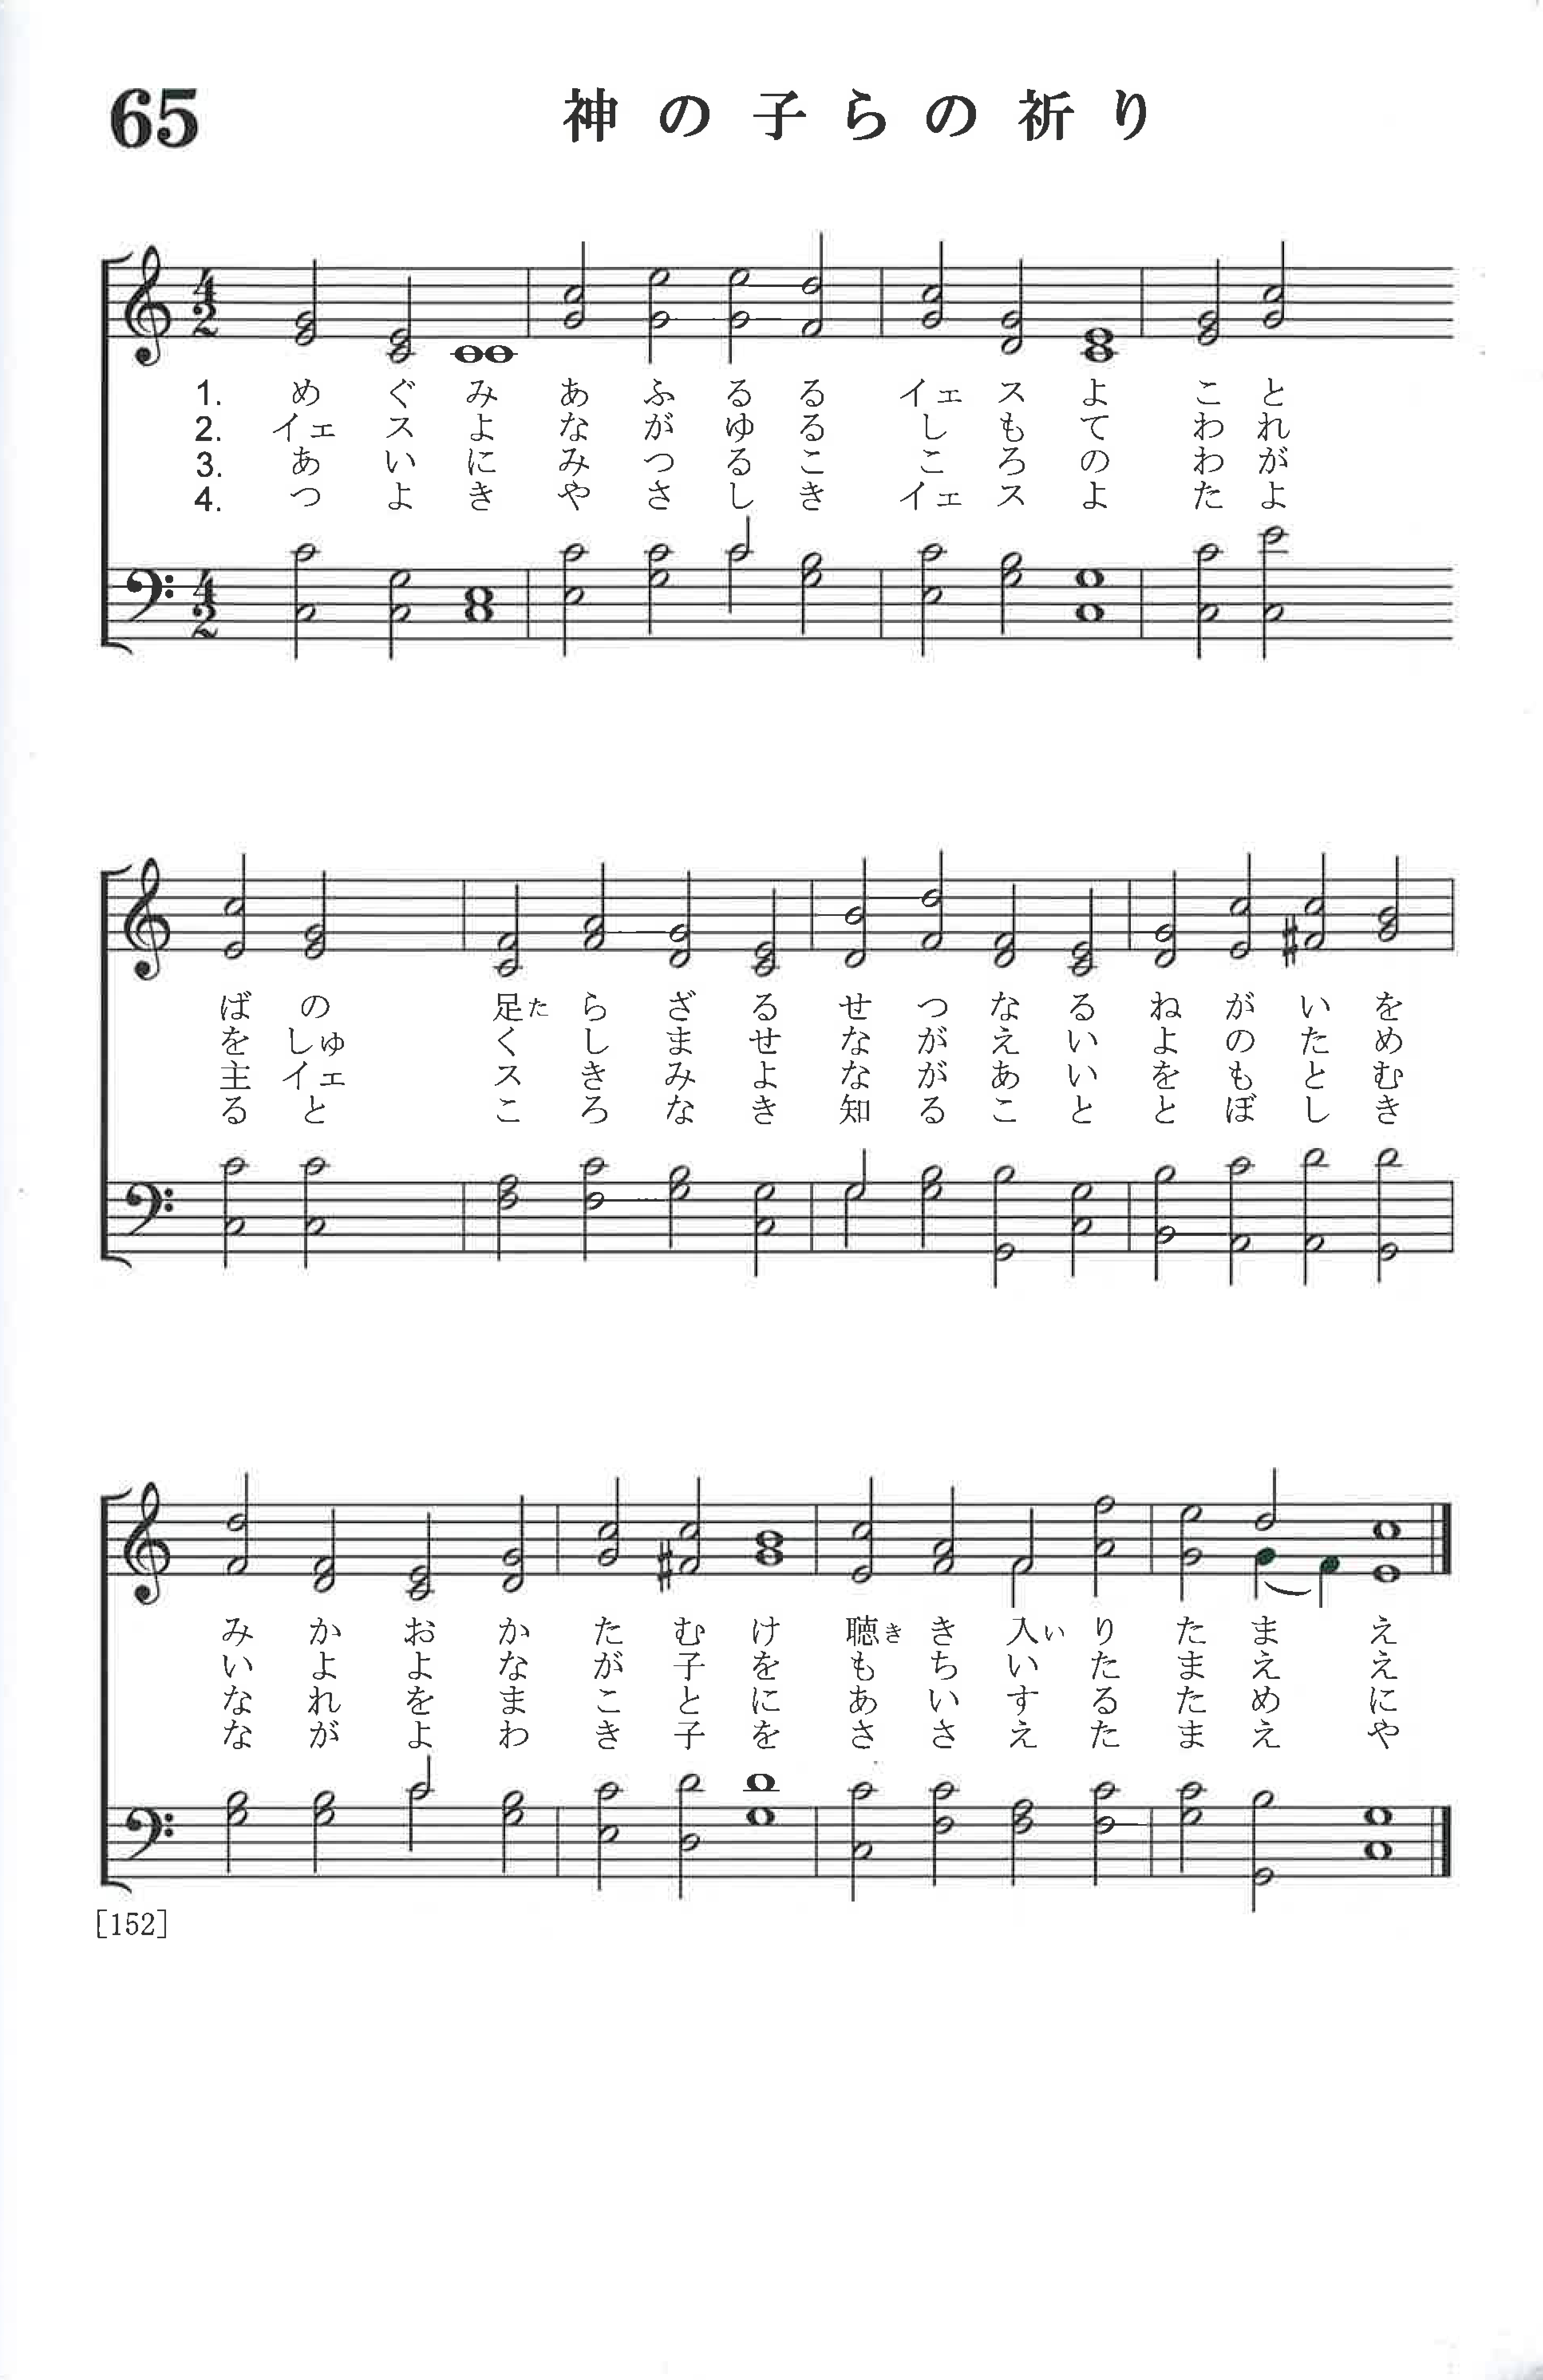 65
神の子らの祈り
1. めぐみあふるるイェスよこと
2. イェスよながゆるしもてわれ
3. あいにみつるこころのわが
4. つよきやさしきイェスよたよ
ばの足たらざるせつなるねがいを
をしゅくしませながえいよのため
主イェスきみよながあいをもとむ
るところなき知ることとぼしき
みかおかたむけ聴きき入いりたまええ
いよよなが子をもちいたまええ
なれをまことにあいするために
ながよわき子をささえたまえや
[152]